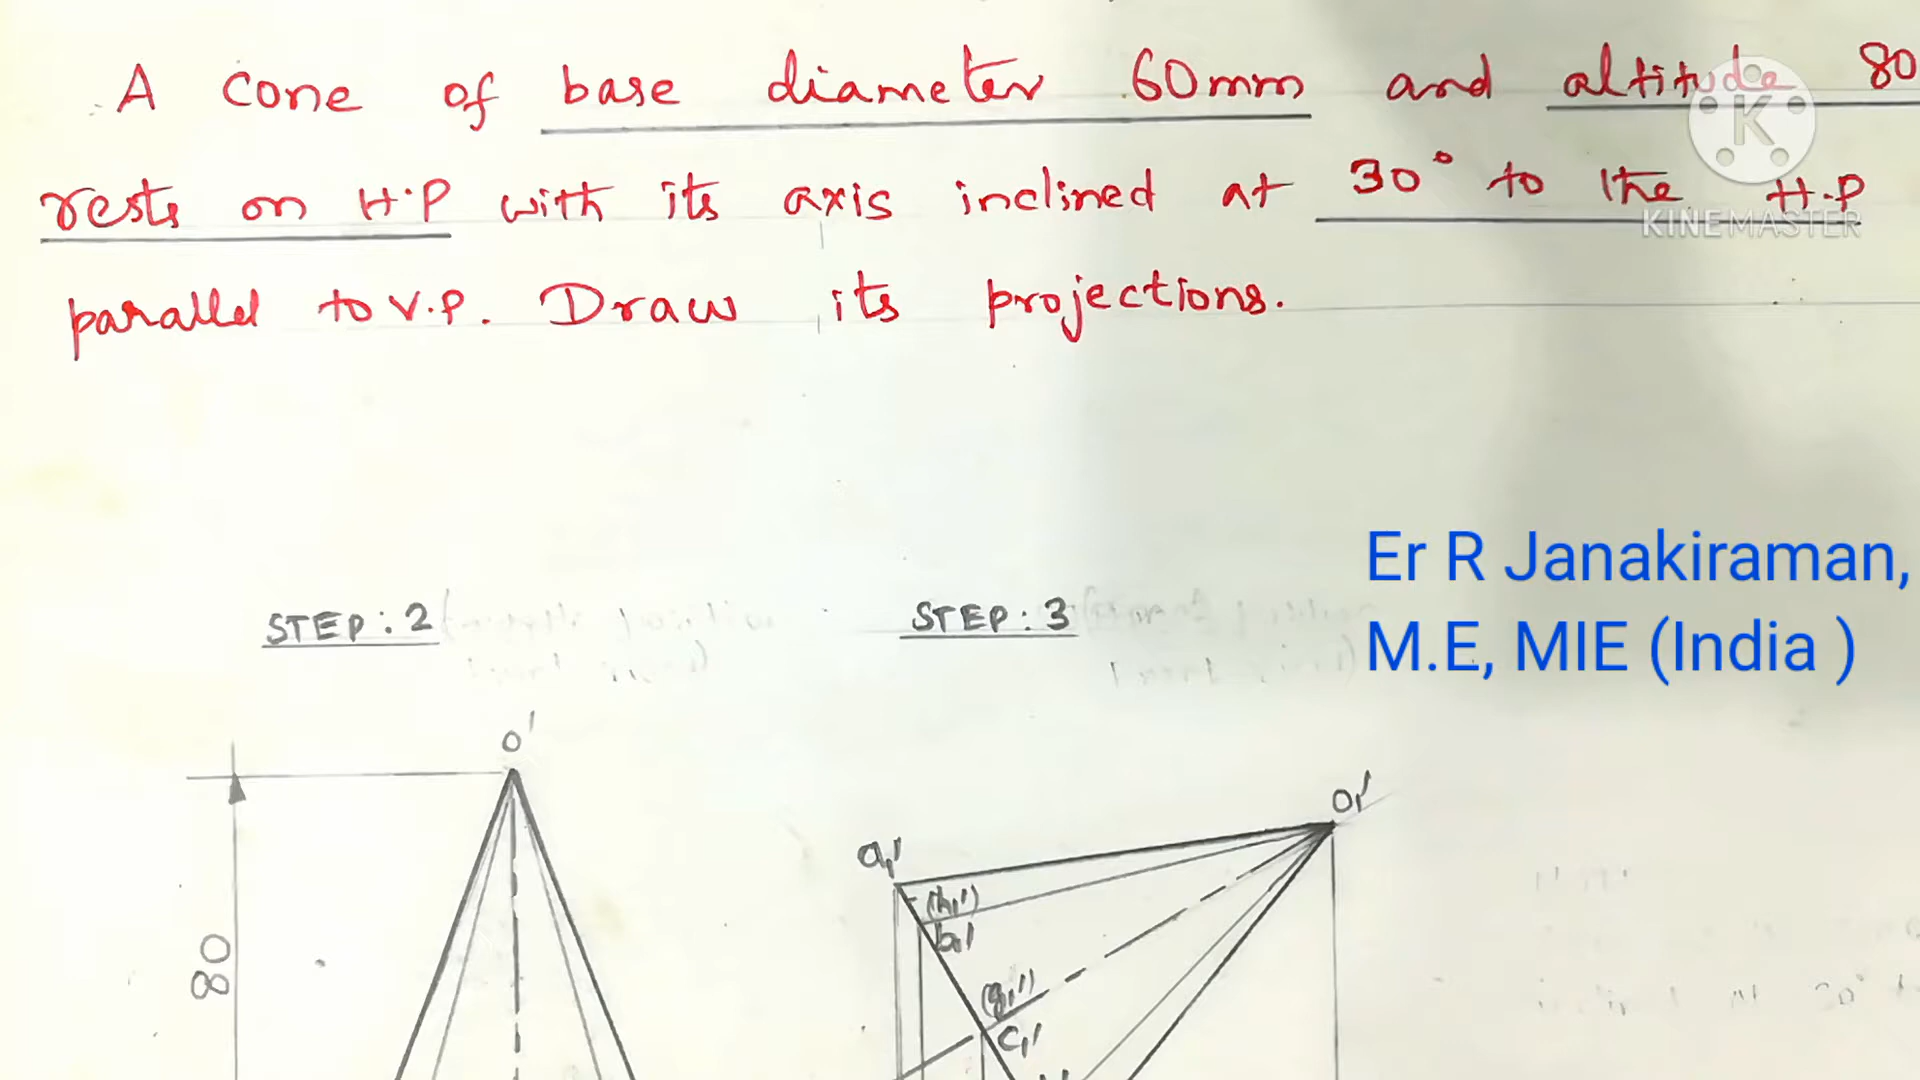 A cone of base diameter 60mm and altitude 80
rests on H.P with its axis inclined at 30° to the H.P
parallel to V.P. Draw its projections.
KINEMASTER
Er R Janakiraman,
M.E, MIE (India )
STEP: 2
STEP: 3
o'
o1'
a1'
(h1')
b1'
80
(g1')
c1'